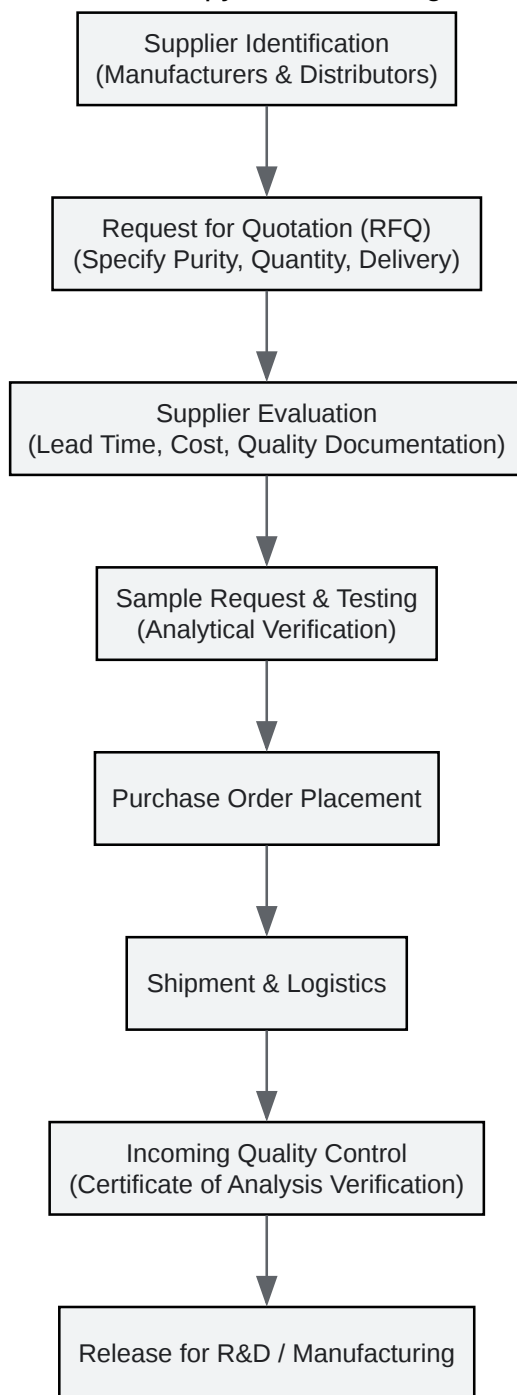 Supplier Identification
(Manufacturers & Distributors)
Request for Quotation (RFQ)
(Specify Purity, Quantity, Delivery)
Supplier Evaluation
(Lead Time, Cost, Quality Documentation)
Sample Request & Testing
(Analytical Verification)
Purchase Order Placement
Shipment & Logistics
Incoming Quality Control
(Certificate of Analysis Verification)
Release for R&D / Manufacturing